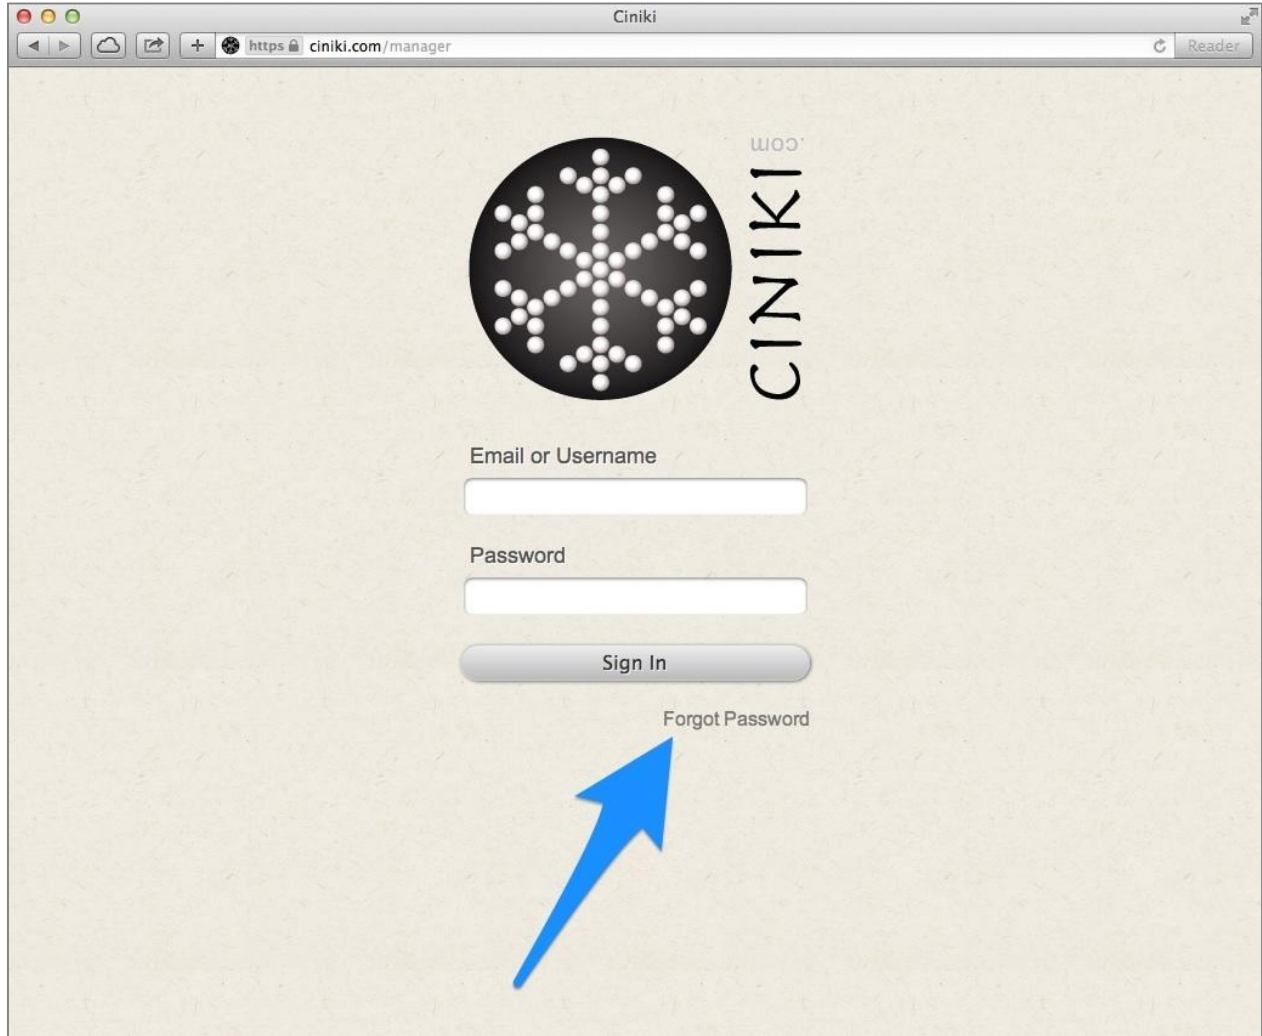 Ciniki
https ciniki.com/manager
Reader
.com
CINIKI
Email or Username
Password
Sign In
Forgot Password